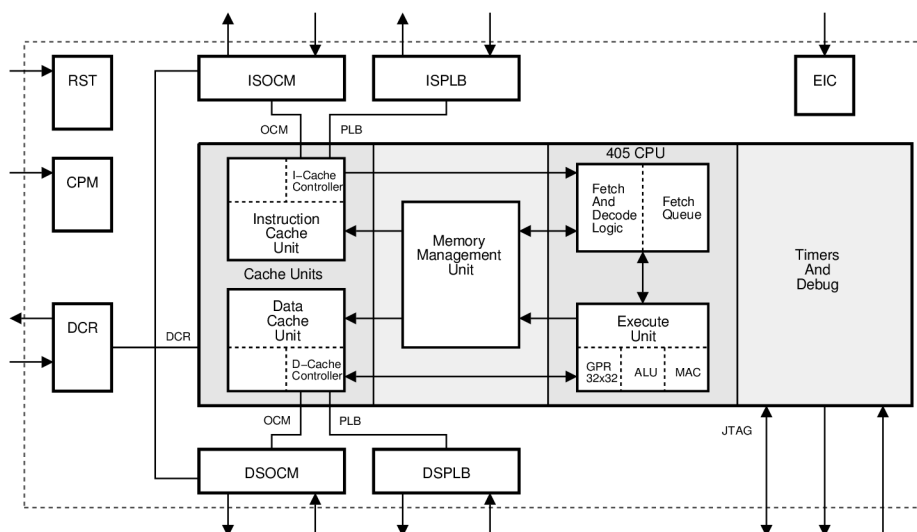 RST
ISOCM
ISPLB
EIC
OCM
PLB
405 CPU
CPM
I-Cache
Controller
Instruction
Cache
Unit
Fetch
And
Decode
Logic
Fetch
Queue
Memory
Management
Unit
Timers
And
Debug
Cache Units
DCR
DCR
Data
Cache
Unit
D-Cache
Controller
Execute
Unit
GPR
32x32
ALU
MAC
OCM
PLB
JTAG
DSOCM
DSPLB